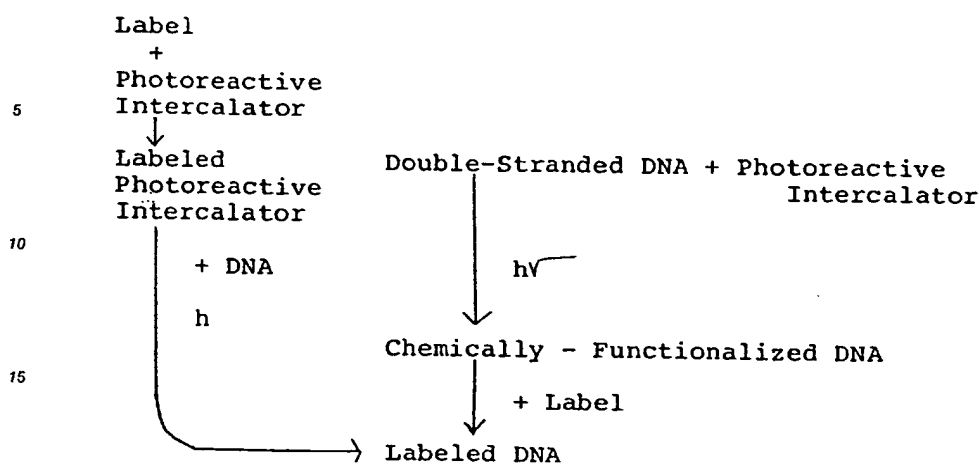 Label
+
Photoreactive
5
Intercalator
Labeled
Photoreactive
Intercalator
Double-Stranded DNA + Photoreactive
Intercalator
10
+ DNA
h
h√
Chemically - Functionalized DNA
15
+ Label
Labeled DNA